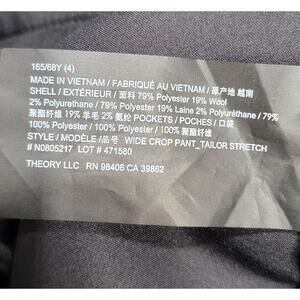 165/68Y (4)
MADE IN VIETNAM / FABRIQUÉ AU VIETNAM / 原产地 越南
SHELL / EXTÉRIEUR / 面料 79% Polyester 19% Wool
2% Polyurethane / 79% Polyester 19% Laine 2% Polyuréthane / 79%
聚酯纤维 19% 羊毛 2% 氨纶 POCKETS / POCHES / 口袋
100% Polyester / 100% Polyester / 100% 聚酯纤维
STYLE / MODÈLE / 品号 WIDE CROP PANT_TAILOR STRETCH
# N0805217 LOT # 471580
THEORY LLC RN 98406 CA 39862